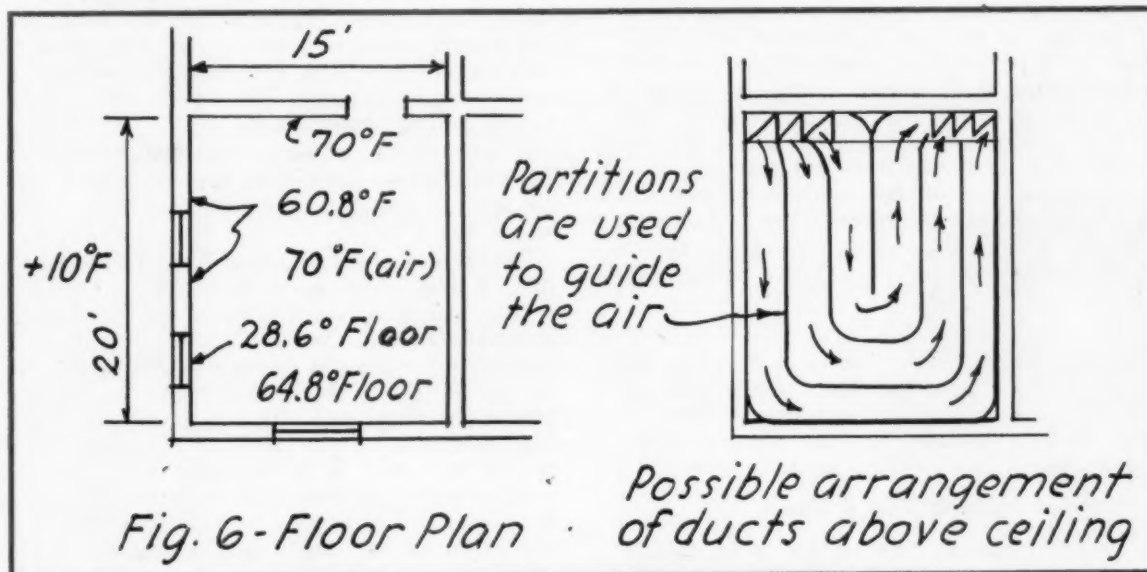 15'
70°F
60.8°F
+10°F
70°F (air)
20'
28.6° Floor
64.8° Floor
Fig. 6 - Floor Plan
Partitions
are used
to guide
the air
Possible arrangement
of ducts above ceiling